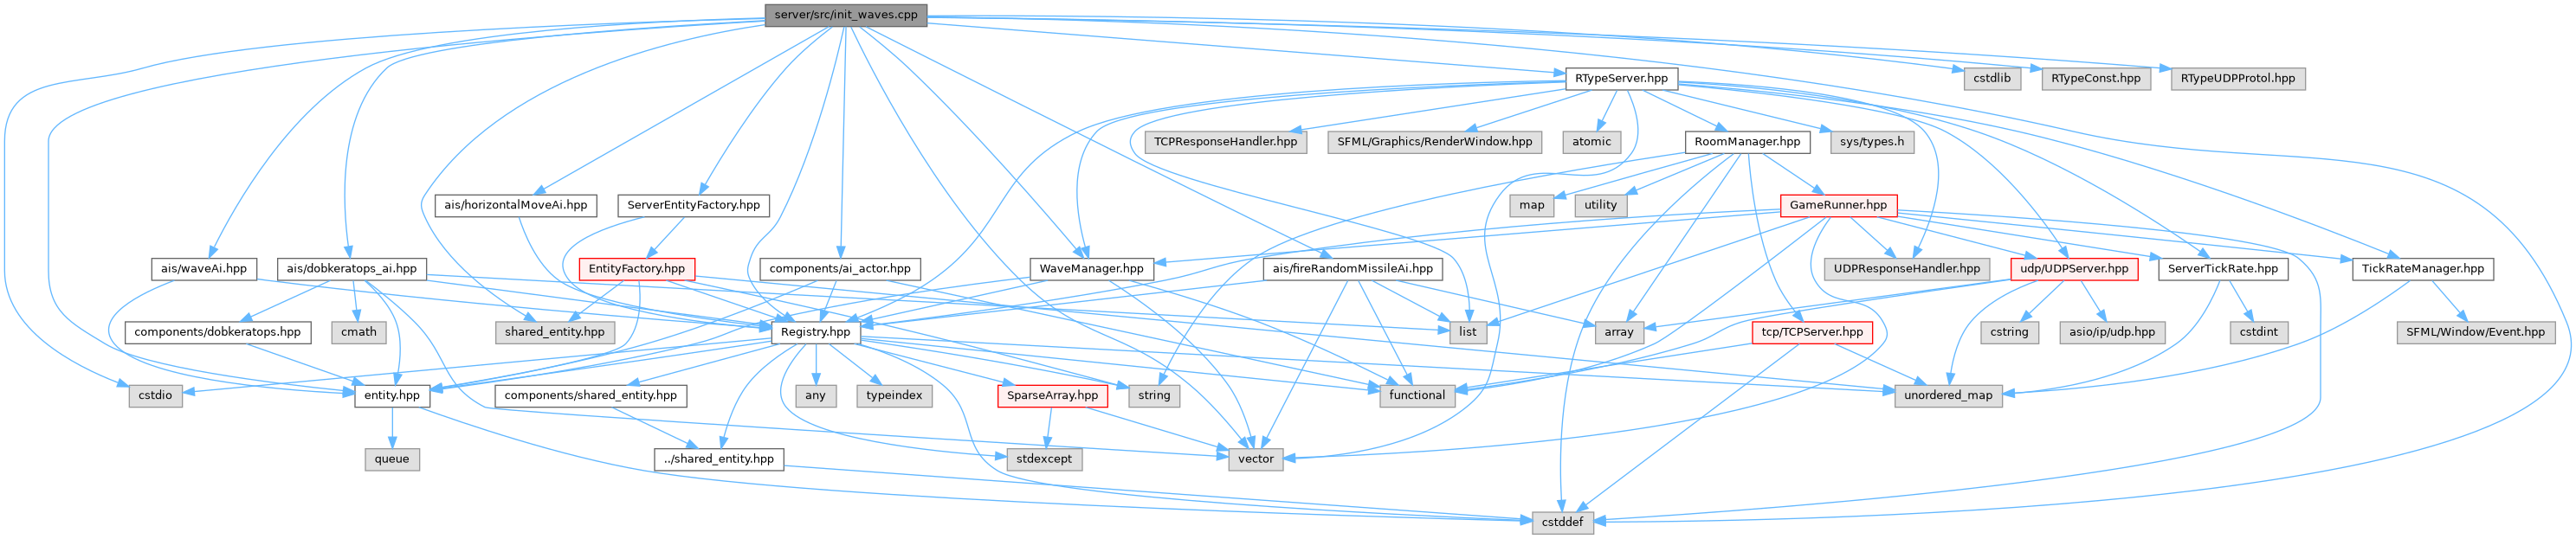 server/src/init_waves.cpp
RTypeServer.hpp
cstdlib
RTypeConst.hpp
RTypeUDPProtol.hpp
TCPResponseHandler.hpp
SFML/Graphics/RenderWindow.hpp
atomic
RoomManager.hpp
sys/types.h
ais/horizontalMoveAi.hpp
ServerEntityFactory.hpp
map
utility
GameRunner.hpp
ais/waveAi.hpp
ais/dobkeratops_ai.hpp
EntityFactory.hpp
components/ai_actor.hpp
WaveManager.hpp
ais/fireRandomMissileAi.hpp
UDPResponseHandler.hpp
udp/UDPServer.hpp
ServerTickRate.hpp
TickRateManager.hpp
components/dobkeratops.hpp
cmath
shared_entity.hpp
Registry.hpp
list
array
tcp/TCPServer.hpp
cstring
asio/ip/udp.hpp
cstdint
SFML/Window/Event.hpp
cstdio
entity.hpp
components/shared_entity.hpp
any
typeindex
SparseArray.hpp
string
functional
unordered_map
queue
../shared_entity.hpp
stdexcept
vector
cstddef